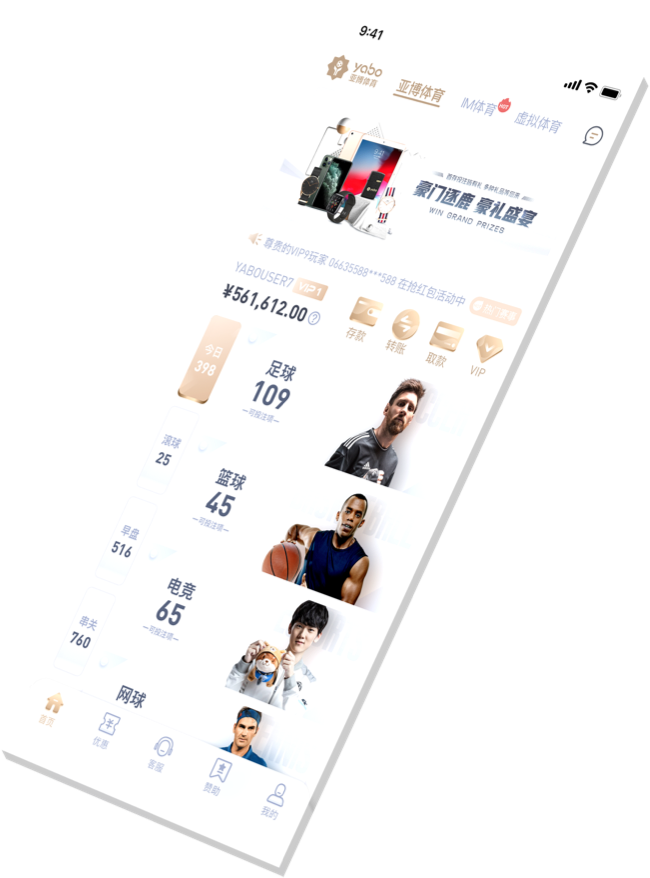 9:41
yabo
亚博体育
亚博体育
IM体育
HOT
虚拟体育
豪门逐鹿 豪礼盛宴
WIN GRAND PRIZES
尊贵的VIP9玩家 06635588***588 在抢红包活动中
YABOUSER7 VIP1
¥561,612.00
?
存款
转账
取款
VIP
今日
398
足球
109
可投注项
滚球
25
篮球
45
可投注项
早盘
516
电竞
65
可投注项
串关
760
网球
首页
优惠
客服
赞助
我的